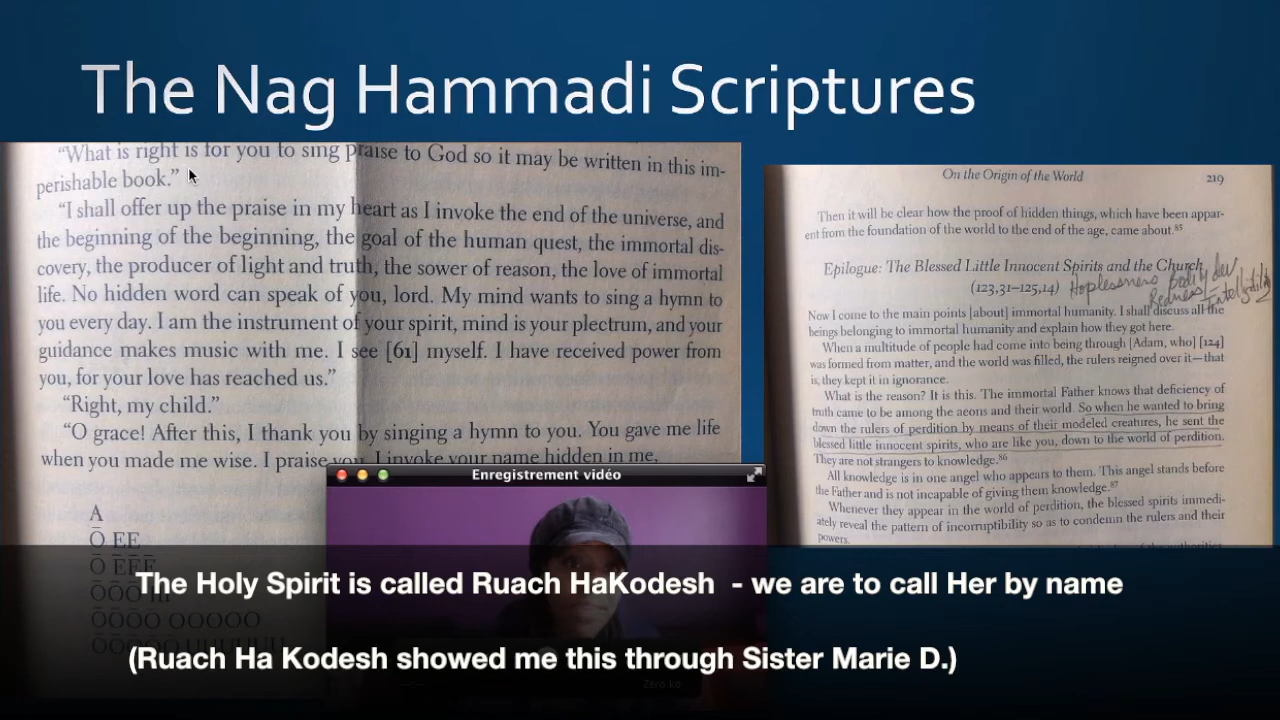 The Nag Hammadi Scriptures
"What is right is for you to sing praise to God so it may be written in this im-
perishable book."
"I shall offer up the praise in my heart as I invoke the end of the universe, and
the beginning of the beginning, the goal of the human quest, the immortal dis-
covery, the producer of light and truth, the sower of reason, the love of immortal
life. No hidden word can speak of you, lord. My mind wants to sing a hymn to
you every day. I am the instrument of your spirit, mind is your plectrum, and your
guidance makes music with me. I see [61] myself. I have received power from
you, for your love has reached us."
"Right, my child."
"O grace! After this, I thank you by singing a hymn to you. You gave me life
when you made me wise. I praise you. I invoke your name hidden in me,
A
Ō EE
Ō ĒĒĒ
ŌŌŌ III
ŌŌŌŌ OOOOO
On the Origin of the World 219
Then it will be clear how the proof of hidden things, which have been appar-
ent from the foundation of the world to the end of the age, came about.85
Epilogue: The Blessed Little Innocent Spirits and the Church
(123,31–125,14)
Now I come to the main points [about] immortal humanity. I shall discuss all the
beings belonging to immortal humanity and explain how they got here.
When a multitude of people had come into being through [Adam, who] [124]
was formed from matter, and the world was filled, the rulers reigned over it—that
is, they kept it in ignorance.
What is the reason? It is this. The immortal Father knows that deficiency of
truth came to be among the aeons and their world. So when he wanted to bring
down the rulers of perdition by means of their modeled creatures, he sent the
blessed little innocent spirits, who are like you, down to the world of perdition.
They are not strangers to knowledge.86
All knowledge is in one angel who appears to them. This angel stands before
the Father and is not incapable of giving them knowledge.87
Whenever they appear in the world of perdition, the blessed spirits immedi-
ately reveal the pattern of incorruptibility so as to condemn the rulers and their
powers.
Enregistrement vidéo
The Holy Spirit is called Ruach HaKodesh - we are to call Her by name
(Ruach Ha Kodesh showed me this through Sister Marie D.)
Zéro ko